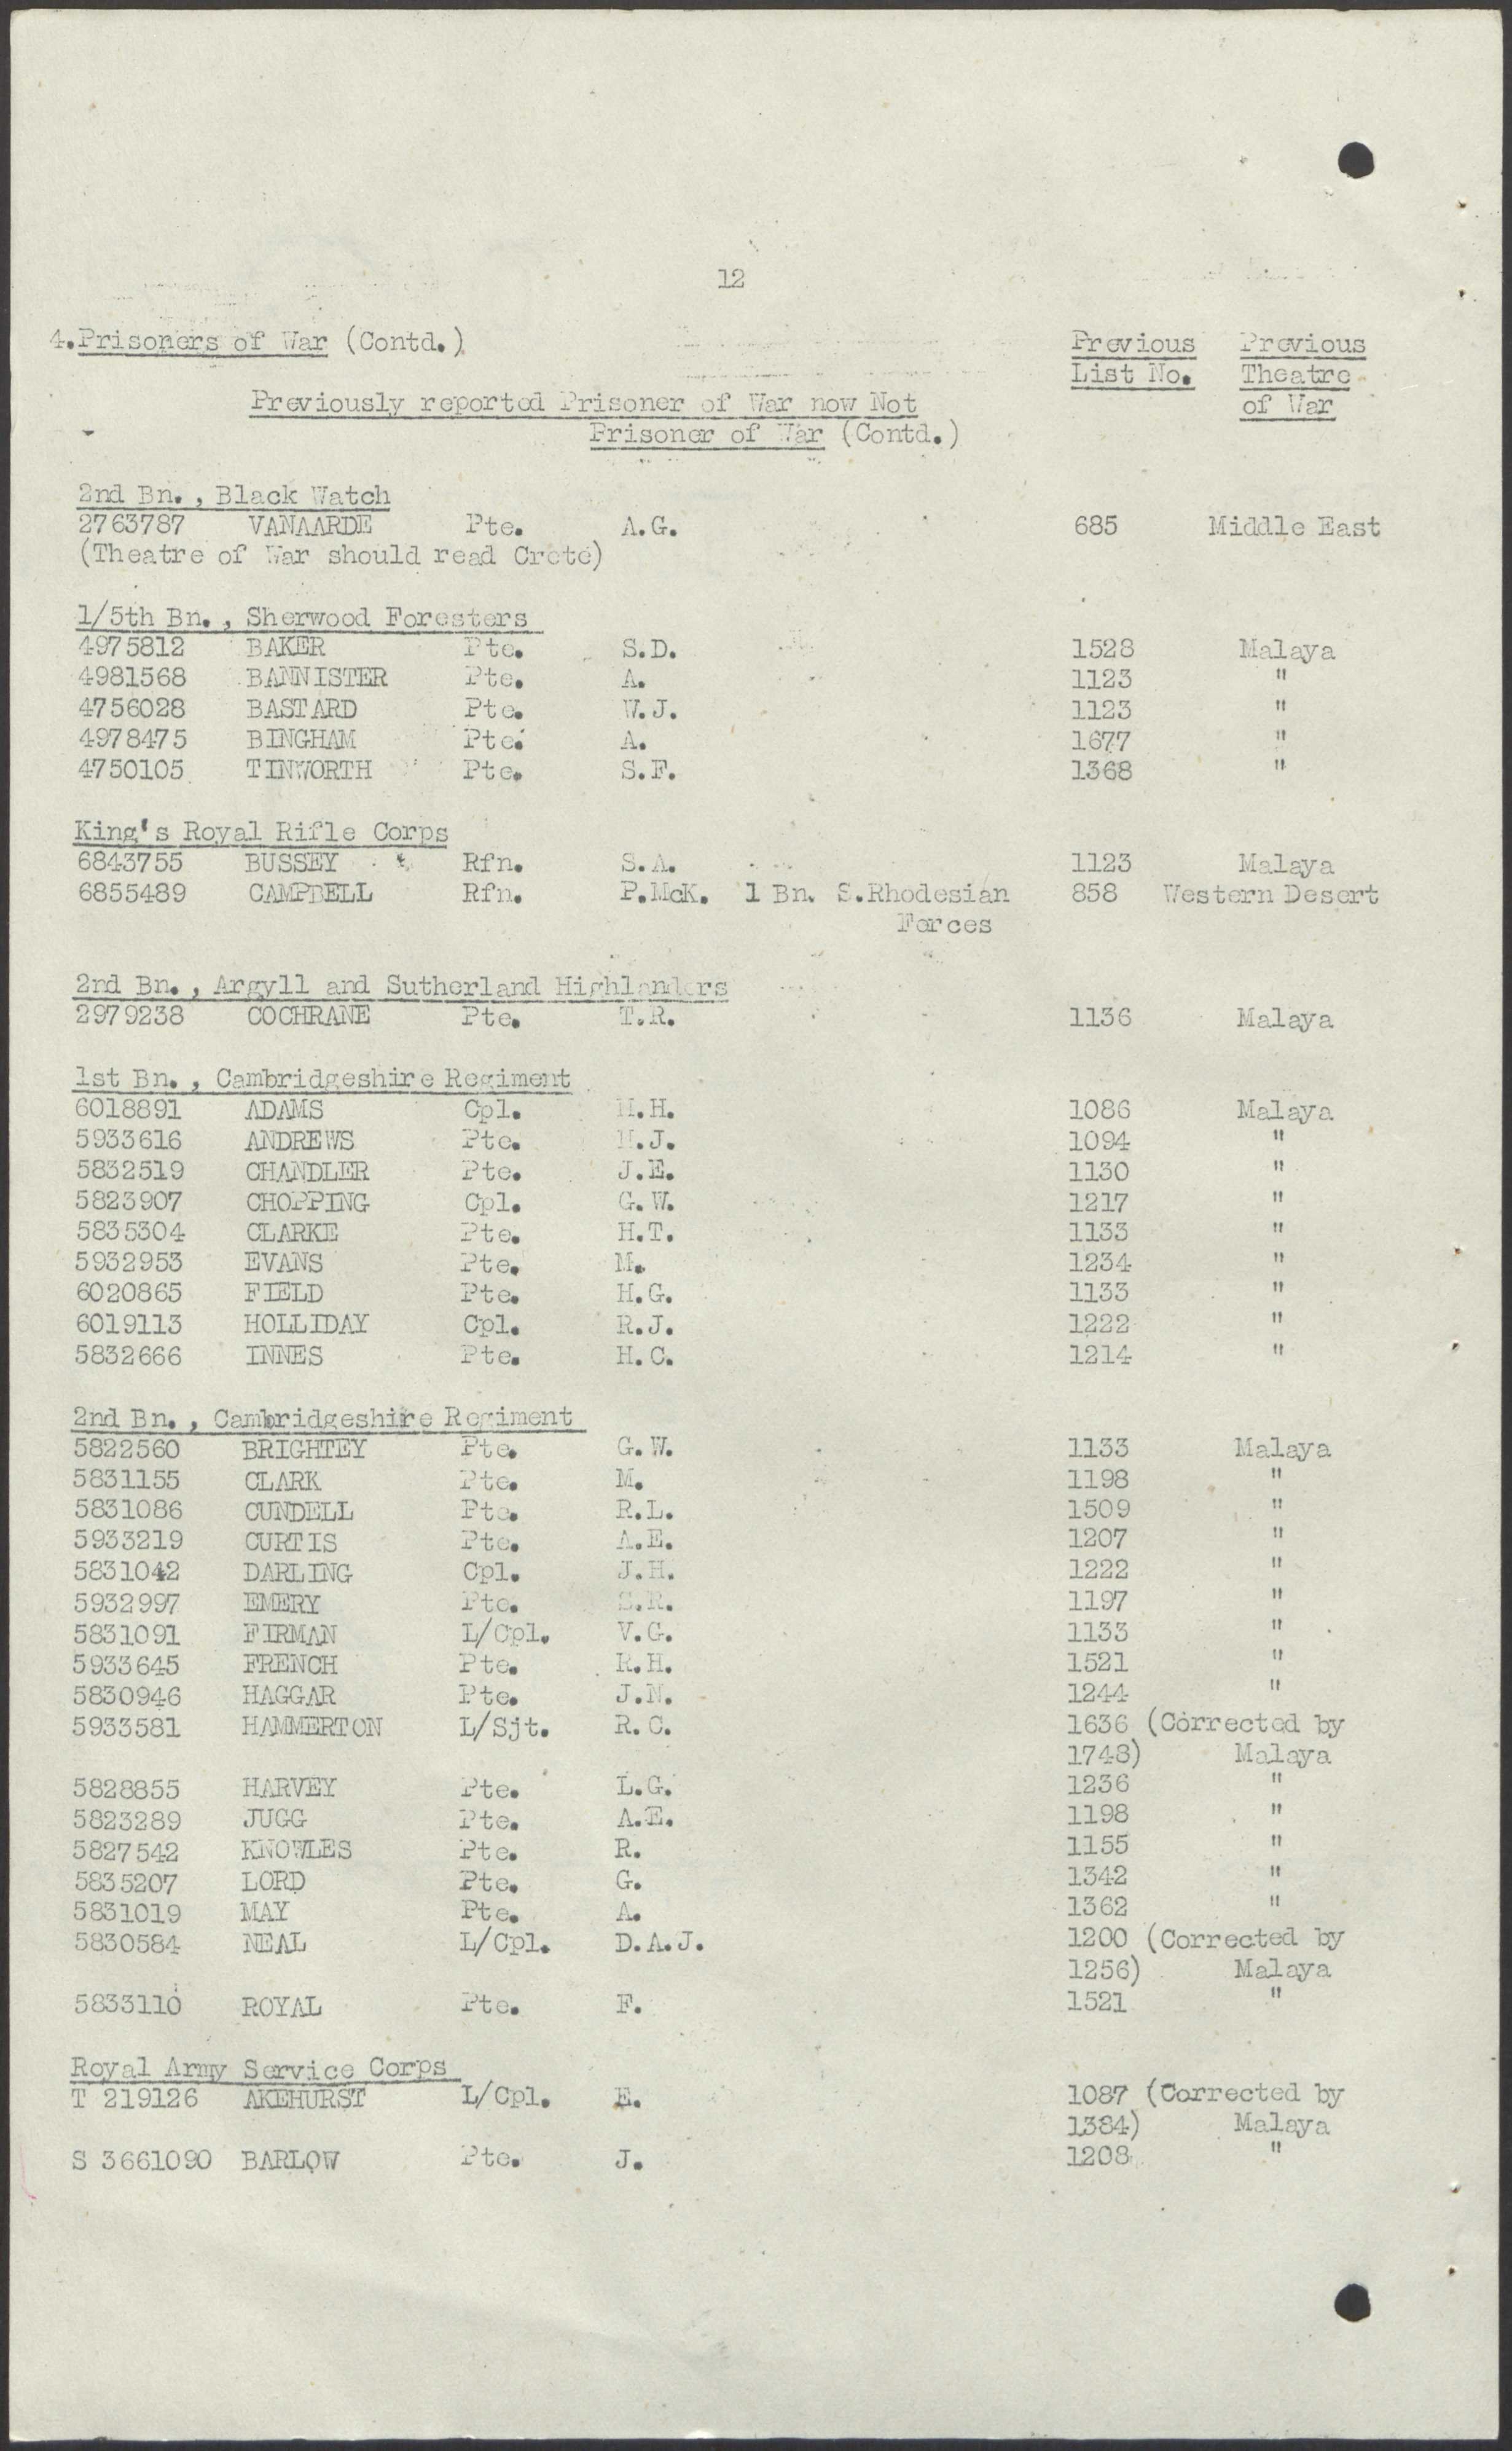 12
4.Prisoners of War (Contd.) Previous Previous
List No. Theatre
Previously reported Prisoner of War now Not of War
Prisoner of War (Contd.)
2nd Bn., Black Watch
2763787 VANAARDE Pte. A.G. 685 Middle East
(Theatre of War should read Crete)
1/5th Bn., Sherwood Foresters
4975812 BAKER Pte. S.D. 1528 Malaya
4981568 BANNISTER Pte. A. 1123 "
4756028 BASTARD Pte. W.J. 1123 "
4978475 BINGHAM Pte. A. 1677 "
4750105 TINWORTH Pte. S.F. 1368 "
King's Royal Rifle Corps
6843755 BUSSEY Rfn. S.A. 1123 Malaya
6855489 CAMPBELL Rfn. P.McK. 1 Bn. S.Rhodesian 858 Western Desert
Forces
2nd Bn., Argyll and Sutherland Highlanders
2979238 COCHRANE Pte. T.R. 1136 Malaya
1st Bn., Cambridgeshire Regiment
6018891 ADAMS Cpl. H.H. 1086 Malaya
5933616 ANDREWS Pte. 1094 "
5832519 CHANDLER Pte. J.E. 1130 "
5823907 CHOPPING Cpl. G.W. 1217 "
5835304 CLARKE Pte. H.T. 1133 "
5932953 EVANS Pte. M. 1234 "
6020865 FIELD Pte. H.G. 1133 "
6019113 HOLLIDAY Cpl. R.J. 1222 "
5832666 INNES Pte. H.C. 1214 "
2nd Bn., Cambridgeshire Regiment
5822560 BRIGHTEY Pte. G.W. 1133 Malaya
5831155 CLARK Pte. M. 1198 "
5831086 CUNDELL Pte. R.L. 1509 "
5933219 CURTIS Pte. A.E. 1207 "
5831042 DARLING Cpl. J.H. 1222 "
5932997 EMERY Pte. S.R. 1197 "
5831091 FIRMAN L/Cpl. V.G. 1133 "
5933645 FRENCH Pte. R.H. 1521 "
5830946 HAGGAR Pte. J.N. 1244 "
5933581 HAMMERTON L/Sjt. R.C. 1636 (Corrected by
1748) Malaya
5828855 HARVEY Pte. L.G. 1236 "
5823289 JUGG Pte. A.E. 1198 "
5827542 KNOWLES Pte. R. 1155 "
5835207 LORD Pte. G. 1342 "
5831019 MAY Pte. A. 1362 "
5830584 NEAL L/Cpl. D.A.J. 1200 (Corrected by
1256) Malaya
5833110 ROYAL Pte. F. 1521 "
Royal Army Service Corps
T 219126 AKEHURST L/Cpl. E. 1087 (Corrected by
1384) Malaya
S 3661090 BARLOW Pte. J. 1208 "